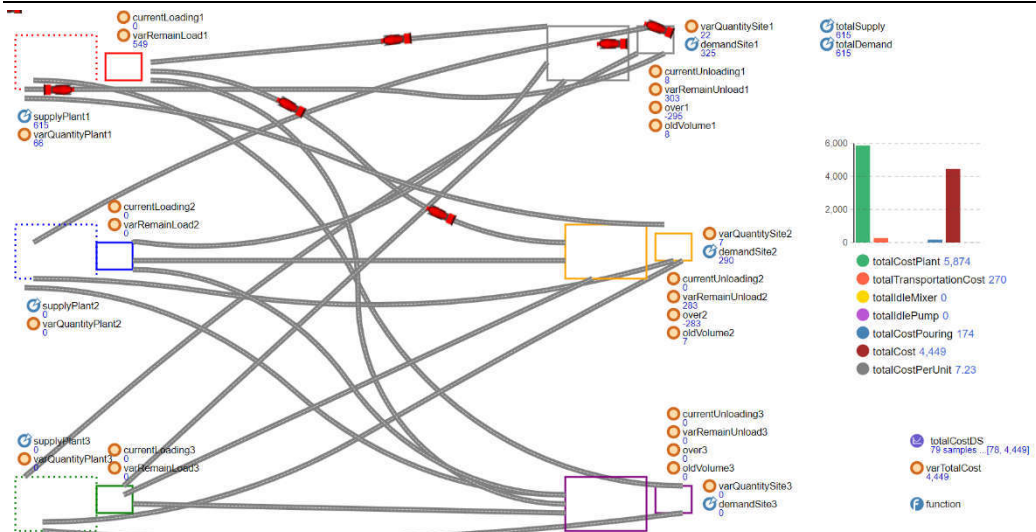 currentLoading1
0
varRemainLoad1
549
varQuantitySite1
22
demandSite1
325
totalSupply
615
totalDemand
615
currentUnloading1
8
varRemainUnload1
303
over1
-295
oldVolume1
8
supplyPlant1
615
varQuantityPlant1
66
6,000
4,000
2,000
0
currentLoading2
0
varRemainLoad2
0
varQuantitySite2
7
demandSite2
290
currentUnloading2
0
varRemainUnload2
283
over2
-283
oldVolume2
7
supplyPlant2
0
varQuantityPlant2
0
totalCostPlant 5,874
totalTransportationCost 270
totalIdleMixer 0
totalIdlePump 0
totalCostPouring 174
totalCost 4,449
totalCostPerUnit 7.23
supplyPlant3
0
varQuantityPlant3
0
currentLoading3
0
varRemainLoad3
0
currentUnloading3
0
varRemainUnload3
0
over3
0
oldVolume3
0
varQuantitySite3
0
demandSite3
0
totalCostDS
79 samples ...[78, 4,449]
varTotalCost
4,449
function